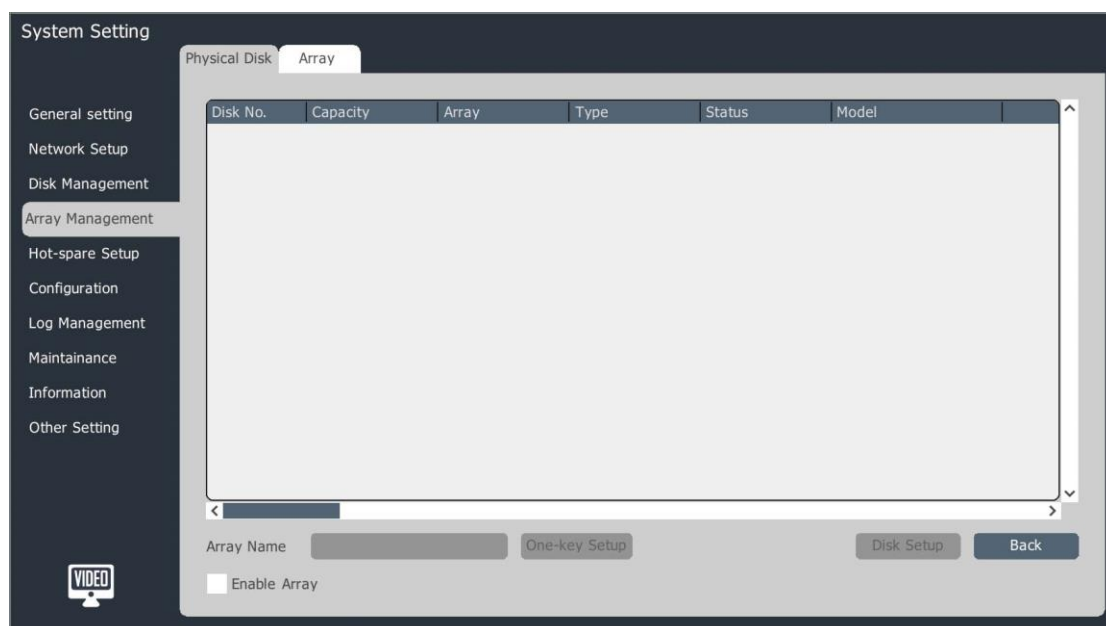 System Setting
Physical Disk Array
General setting
Network Setup
Disk Management
Array Management
Hot-spare Setup
Configuration
Log Management
Maintainance
Information
Other Setting
VIDEO
Disk No. Capacity Array Type Status Model
Array Name One-key Setup Disk Setup Back
Enable Array